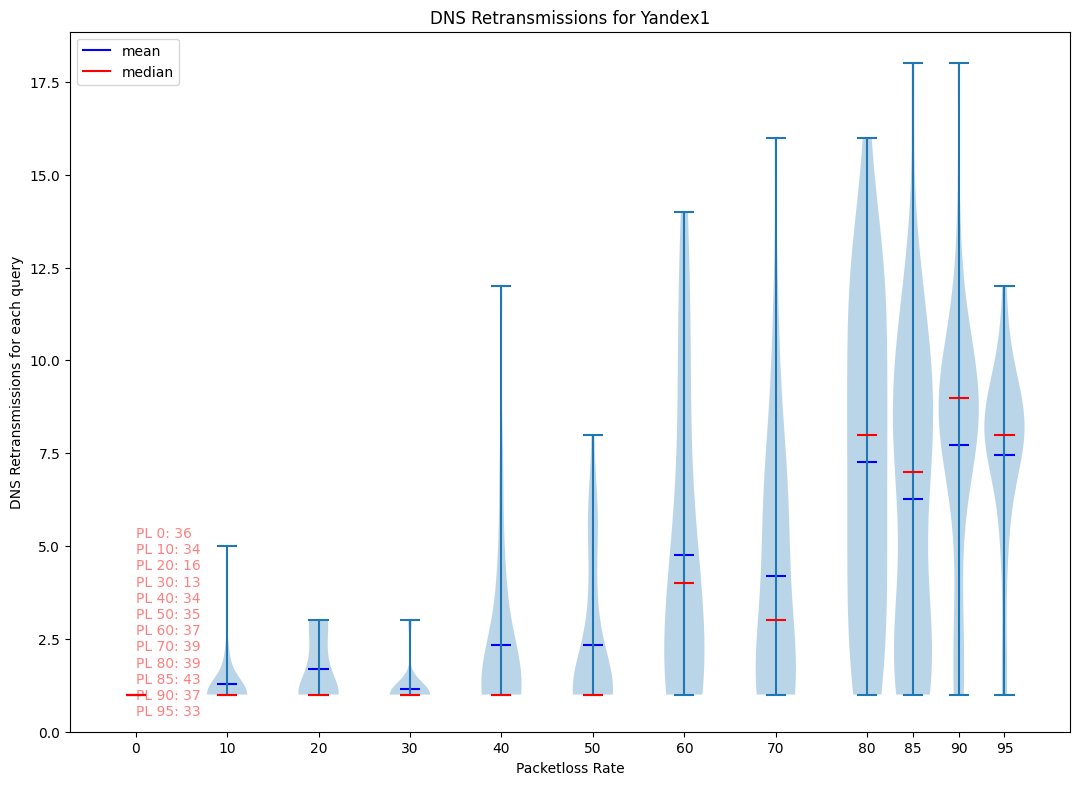 DNS Retransmissions for Yandex1
mean
median
17.5
15.0
12.5
10.0
7.5
5.0
2.5
0.0
DNS Retransmissions for each query
PL 0: 36
PL 10: 34
PL 20: 16
PL 30: 13
PL 40: 34
PL 50: 35
PL 60: 37
PL 70: 39
PL 80: 39
PL 85: 43
PL 90: 37
PL 95: 33
0 10 20 30 40 50 60 70 80 85 90 95
Packetloss Rate